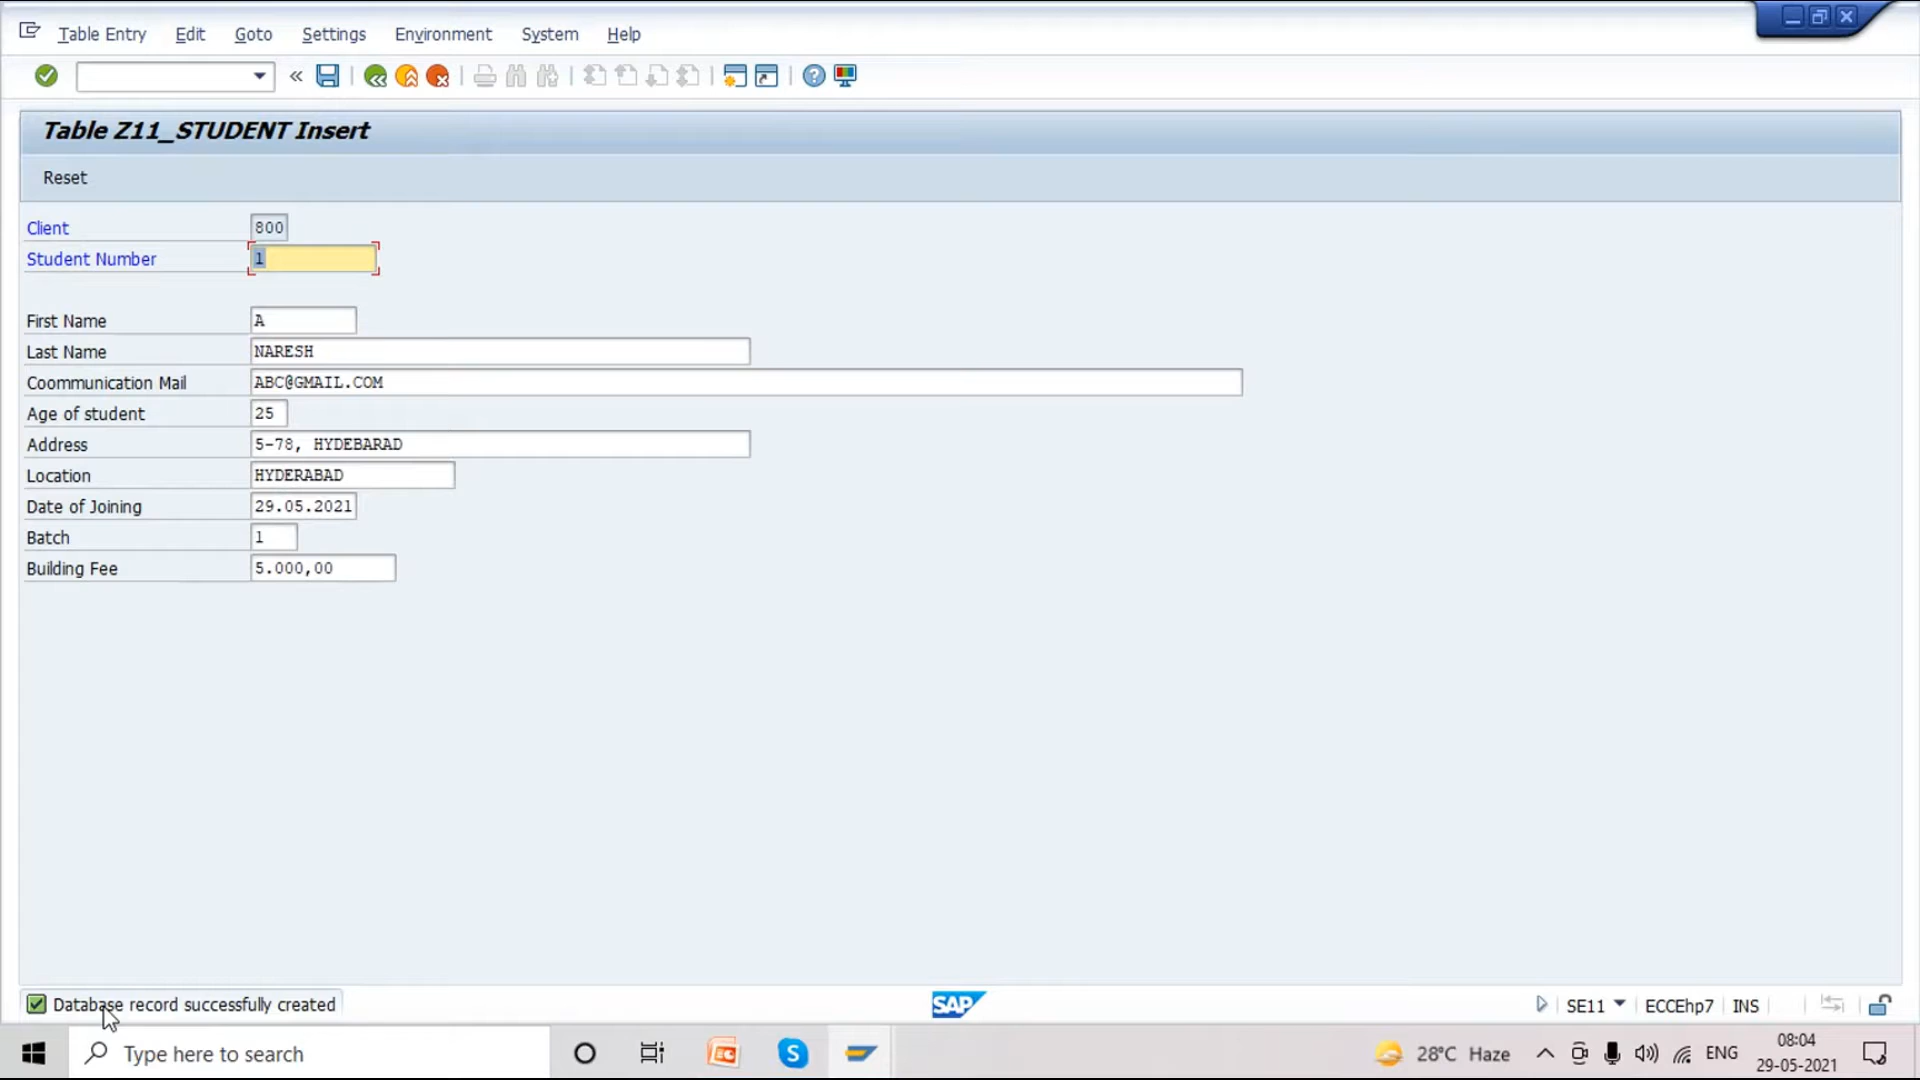 Table Entry Edit Goto Settings Environment System Help
Table Z11_STUDENT Insert
Reset
Client 800
Student Number 1
First Name A
Last Name NARESH
Coommunication Mail ABC@GMAIL.COM
Age of student 25
Address 5-78, HYDEBARAD
Location HYDERABAD
Date of Joining 29.05.2021
Batch 1
Building Fee 5.000,00
Database record successfully created SAP SE11 ECCEhp7 INS
Type here to search S 28°C Haze ENG 08:04
29-05-2021